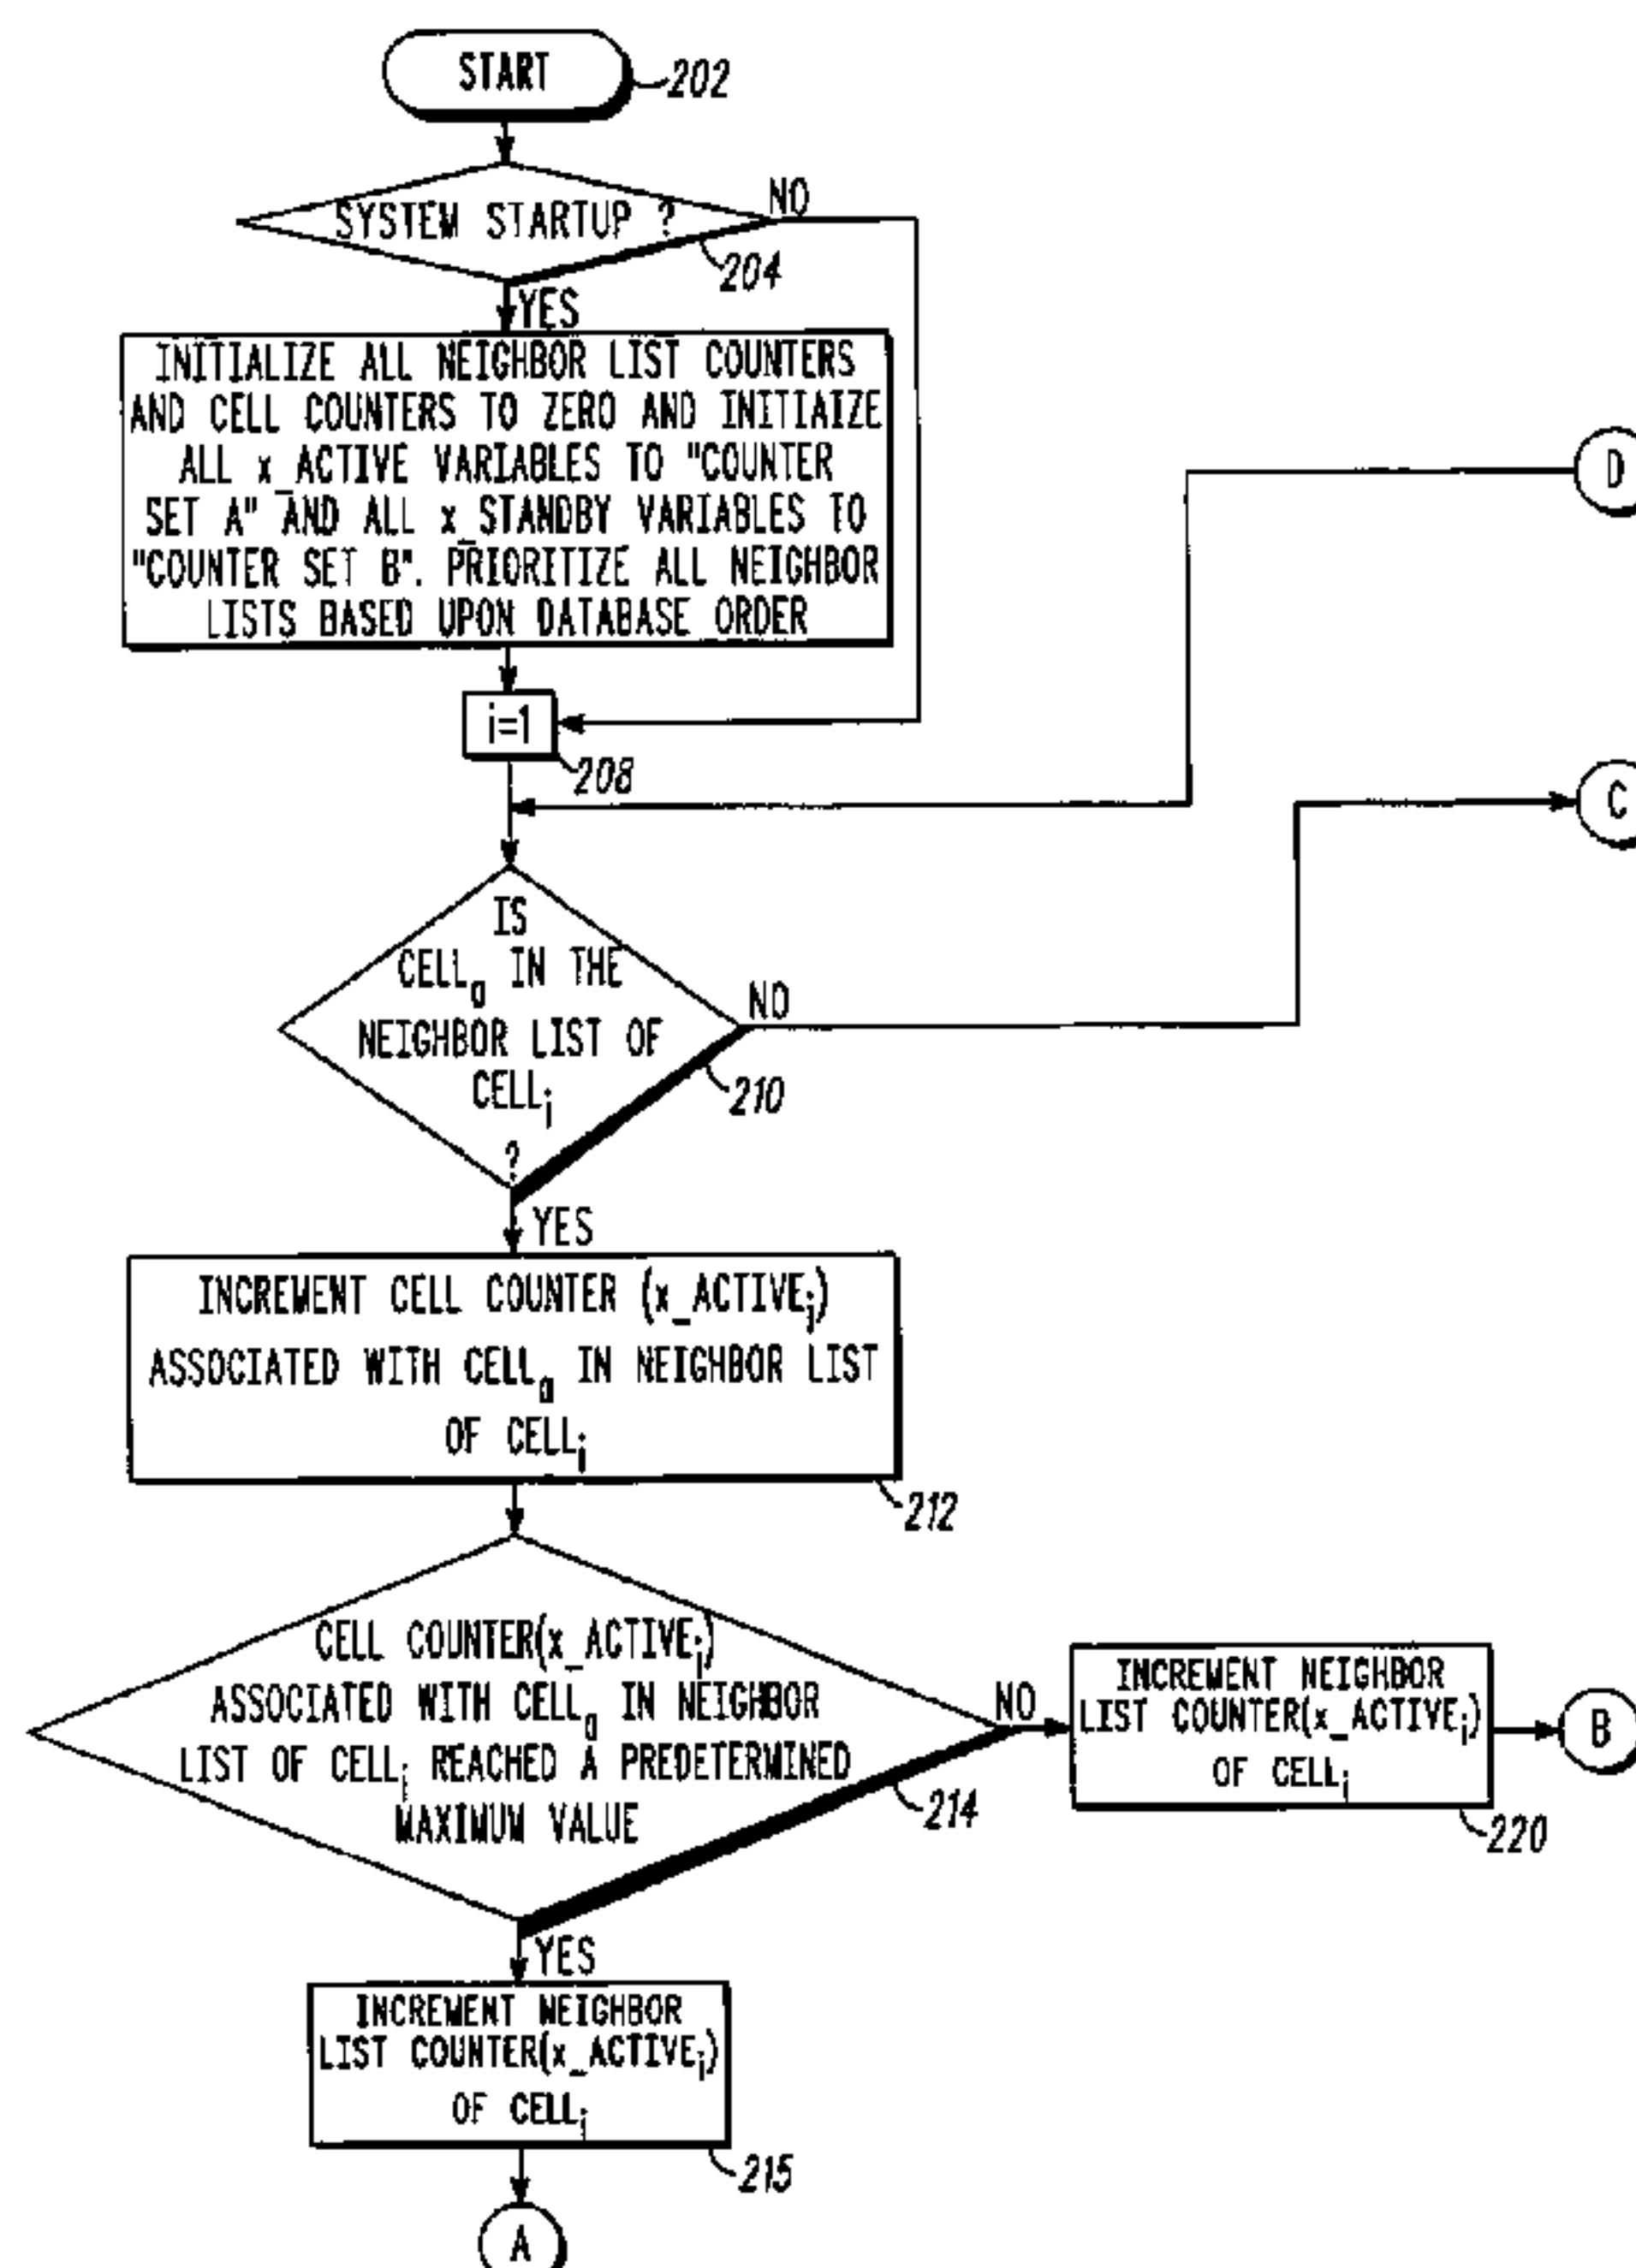 START
202
SYSTEM STARTUP ?
NO
204
YES
INITIALIZE ALL NEIGHBOR LIST COUNTERS
AND CELL COUNTERS TO ZERO AND INITIAIZE
ALL x_ACTIVE VARIABLES TO "COUNTER
SET A" AND ALL x_STANDBY VARIABLES TO
"COUNTER SET B". PRIORITIZE ALL NEIGHBOR
LISTS BASED UPON DATABASE ORDER
D
i=1
208
C
IS
CELLa IN THE
NEIGHBOR LIST OF
CELLi
?
NO
210
YES
INCREMENT CELL COUNTER (x_ACTIVEi)
ASSOCIATED WITH CELLa IN NEIGHBOR LIST
OF CELLi
212
CELL COUNTER(x_ACTIVEi)
ASSOCIATED WITH CELLa IN NEIGHBOR
LIST OF CELLi REACHED A PREDETERMINED
MAXIMUM VALUE
NO
214
INCREMENT NEIGHBOR
LIST COUNTER(x_ACTIVEi)
OF CELLi
220
B
YES
INCREMENT NEIGHBOR
LIST COUNTER(x_ACTIVEi)
OF CELLi
215
A